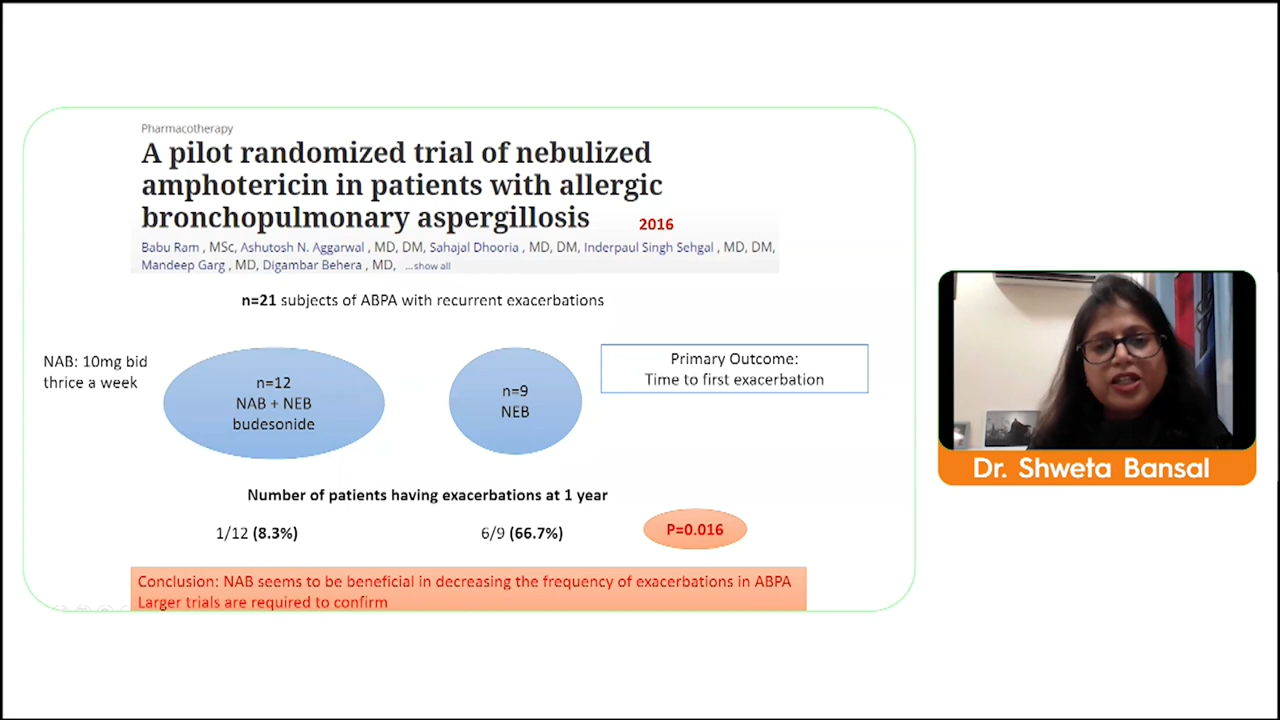 Pharmacotherapy
A pilot randomized trial of nebulized
amphotericin in patients with allergic
bronchopulmonary aspergillosis
2016
Babu Ram , MSc, Ashutosh N. Aggarwal , MD, DM, Sahajal Dhooria , MD, DM, Inderpaul Singh Sehgal , MD, DM,
Mandeep Garg , MD, Digambar Behera , MD, ...show all
n=21 subjects of ABPA with recurrent exacerbations
NAB: 10mg bid
thrice a week
n=12
NAB + NEB
budesonide
n=9
NEB
Primary Outcome:
Time to first exacerbation
Number of patients having exacerbations at 1 year
1/12 (8.3%)
6/9 (66.7%)
P=0.016
Conclusion: NAB seems to be beneficial in decreasing the frequency of exacerbations in ABPA
Larger trials are required to confirm
Dr. Shweta Bansal